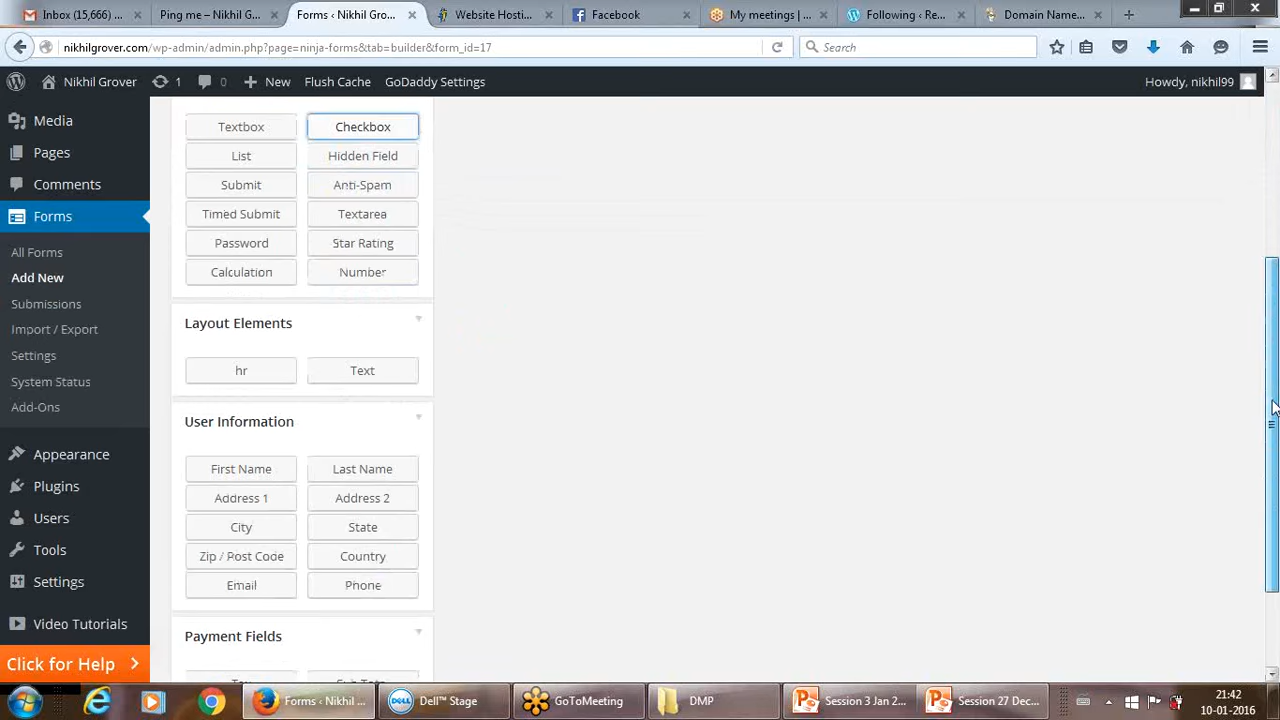 Inbox (15,666) ...
Ping me – Nikhil G...
Forms ‹ Nikhil Gro...
Website Hosti...
Facebook
My meetings | ...
Following ‹ Re...
Domain Name...
nikhilgrover.com/wp-admin/admin.php?page=ninja-forms&tab=builder&form_id=17
Search
Nikhil Grover
1
0
New
Flush Cache
GoDaddy Settings
Howdy, nikhil99
Media
Pages
Comments
Forms
All Forms
Add New
Submissions
Import / Export
Settings
System Status
Add-Ons
Appearance
Plugins
Users
Tools
Settings
Video Tutorials
Click for Help
Textbox
Checkbox
List
Hidden Field
Submit
Anti-Spam
Timed Submit
Textarea
Password
Star Rating
Calculation
Number
Layout Elements
hr
Text
User Information
First Name
Last Name
Address 1
Address 2
City
State
Zip / Post Code
Country
Email
Phone
Payment Fields
Forms ‹ Nikhil ...
Dell™ Stage
GoToMeeting
DMP
Session 3 Jan 2...
Session 27 Dec...
21:42
10-01-2016